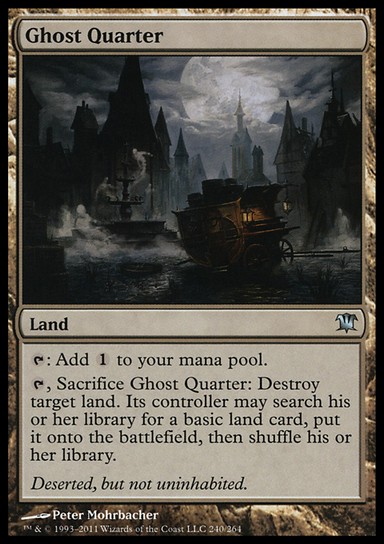 Ghost Quarter
Land
: Add 1 to your mana pool.
, Sacrifice Ghost Quarter: Destroy
target land. Its controller may search his
or her library for a basic land card, put
it onto the battlefield, then shuffle his or
her library.
Deserted, but not uninhabited.
Peter Mohrbacher
™ & © 1993–2011 Wizards of the Coast LLC 240/264